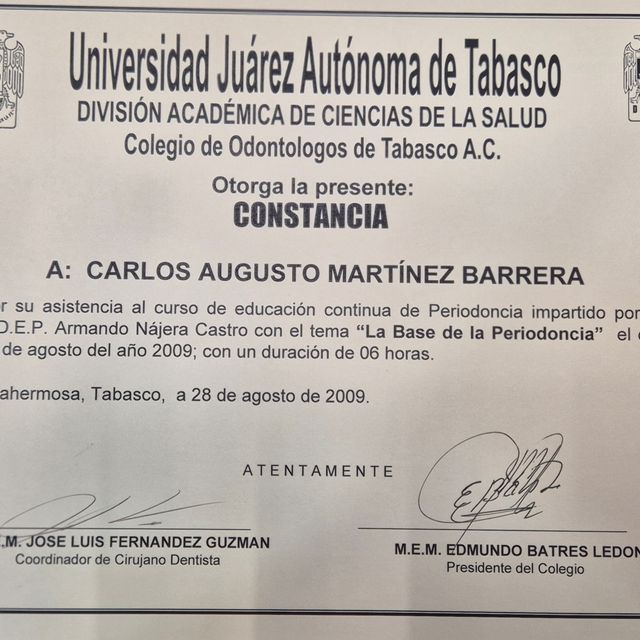 Universidad Juárez Autónoma de Tabasco
DIVISIÓN ACADÉMICA DE CIENCIAS DE LA SALUD
Colegio de Odontologos de Tabasco A.C.
Otorga la presente:
CONSTANCIA
A: CARLOS AUGUSTO MARTÍNEZ BARRERA
r su asistencia al curso de educación continua de Periodoncia impartido por
D.E.P. Armando Nájera Castro con el tema “La Base de la Periodoncia” el
de agosto del año 2009; con un duración de 06 horas.
ahermosa, Tabasco, a 28 de agosto de 2009.
ATENTAMENTE
.M. JOSE LUIS FERNANDEZ GUZMAN
Coordinador de Cirujano Dentista
M.E.M. EDMUNDO BATRES LEDON
Presidente del Colegio